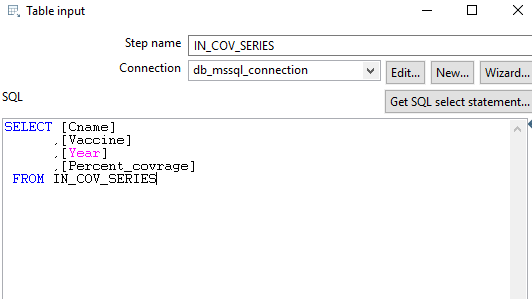 Table input
Step name IN_COV_SERIES
Connection db_mssql_connection Edit... New... Wizard...
SQL Get SQL select statement...
SELECT [Cname]
,[Vaccine]
,[Year]
,[Percent_covrage]
FROM IN_COV_SERIES